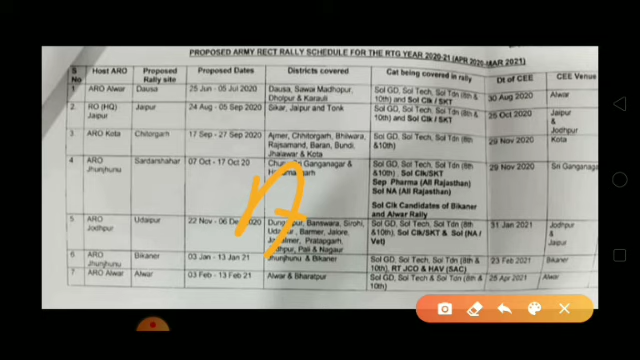 PROPOSED ARMY RECT RALLY SCHEDULE FOR THE RTG YEAR 2020-21 (APR 2020-MAR 2021)
S No Host ARO Proposed Rally site Proposed Dates Districts covered Cat being covered in rally Dt of CEE CEE Venue
1. ARO Alwar Dausa 25 Jun - 05 Jul 2020 Dausa, Sawai Madhopur, Dholpur & Karauli Sol GD, Sol Tech, Sol Tdn (8th & 10th) and Sol Clk / SKT 30 Aug 2020 Alwar
2. RO (HQ) Jaipur Jaipur 24 Aug - 05 Sep 2020 Sikar, Jaipur and Tonk Sol GD, Sol Tech, Sol Tdn (8th & 10th) and Sol Clk / SKT 25 Oct 2020 Jaipur & Jodhpur
3. ARO Kota Chitorgarh 17 Sep - 27 Sep 2020 Ajmer, Chhitorgarh, Bhilwara, Rajsamand, Baran, Bundi, Jhalawar & Kota Sol GD, Sol Tech, Sol Tdn (8th &10th) 29 Nov 2020 Kota
4 ARO Jhunjhunu Sardarshahar 07 Oct - 17 Oct 20 Ganganagar & Sol GD, Sol Tech, Sol Tdn (8th &10th), Sol Clk/SKT Sep Pharma (All Rajasthan) Sol NA (All Rajasthan) Sol Clk Candidates of Bikaner and Alwar Rally 29 Nov 2020 Sri Ganganagar
5 ARO Jodhpur Udaipur 22 Nov - 06 Banswara, Sirohi, Barmer, Jalore, Pratapgarh, Pali & Nagaur Sol GD, Sol Tech, Sol Tdn (8th &10th), Sol Clk/SKT & Sol (NA / Vet) 31 Jan 2021 Jodhpur & Jaipur
6 ARO Jhunjhunu Bikaner 03 Jan - 13 Jan 21 Jhunjhunu & Bikaner Sol GD, Sol Tech, Sol Tdn (8th & 10th), RT JCO & HAV (SAC) 23 Feb 2021 Bikaner
7 ARO Alwar Alwar 03 Feb - 13 Feb 21 Alwar & Bharatpur Sol GD, Sol Tech & Sol Tdn (8th & 10th) 25 Apr 2021 Alwar